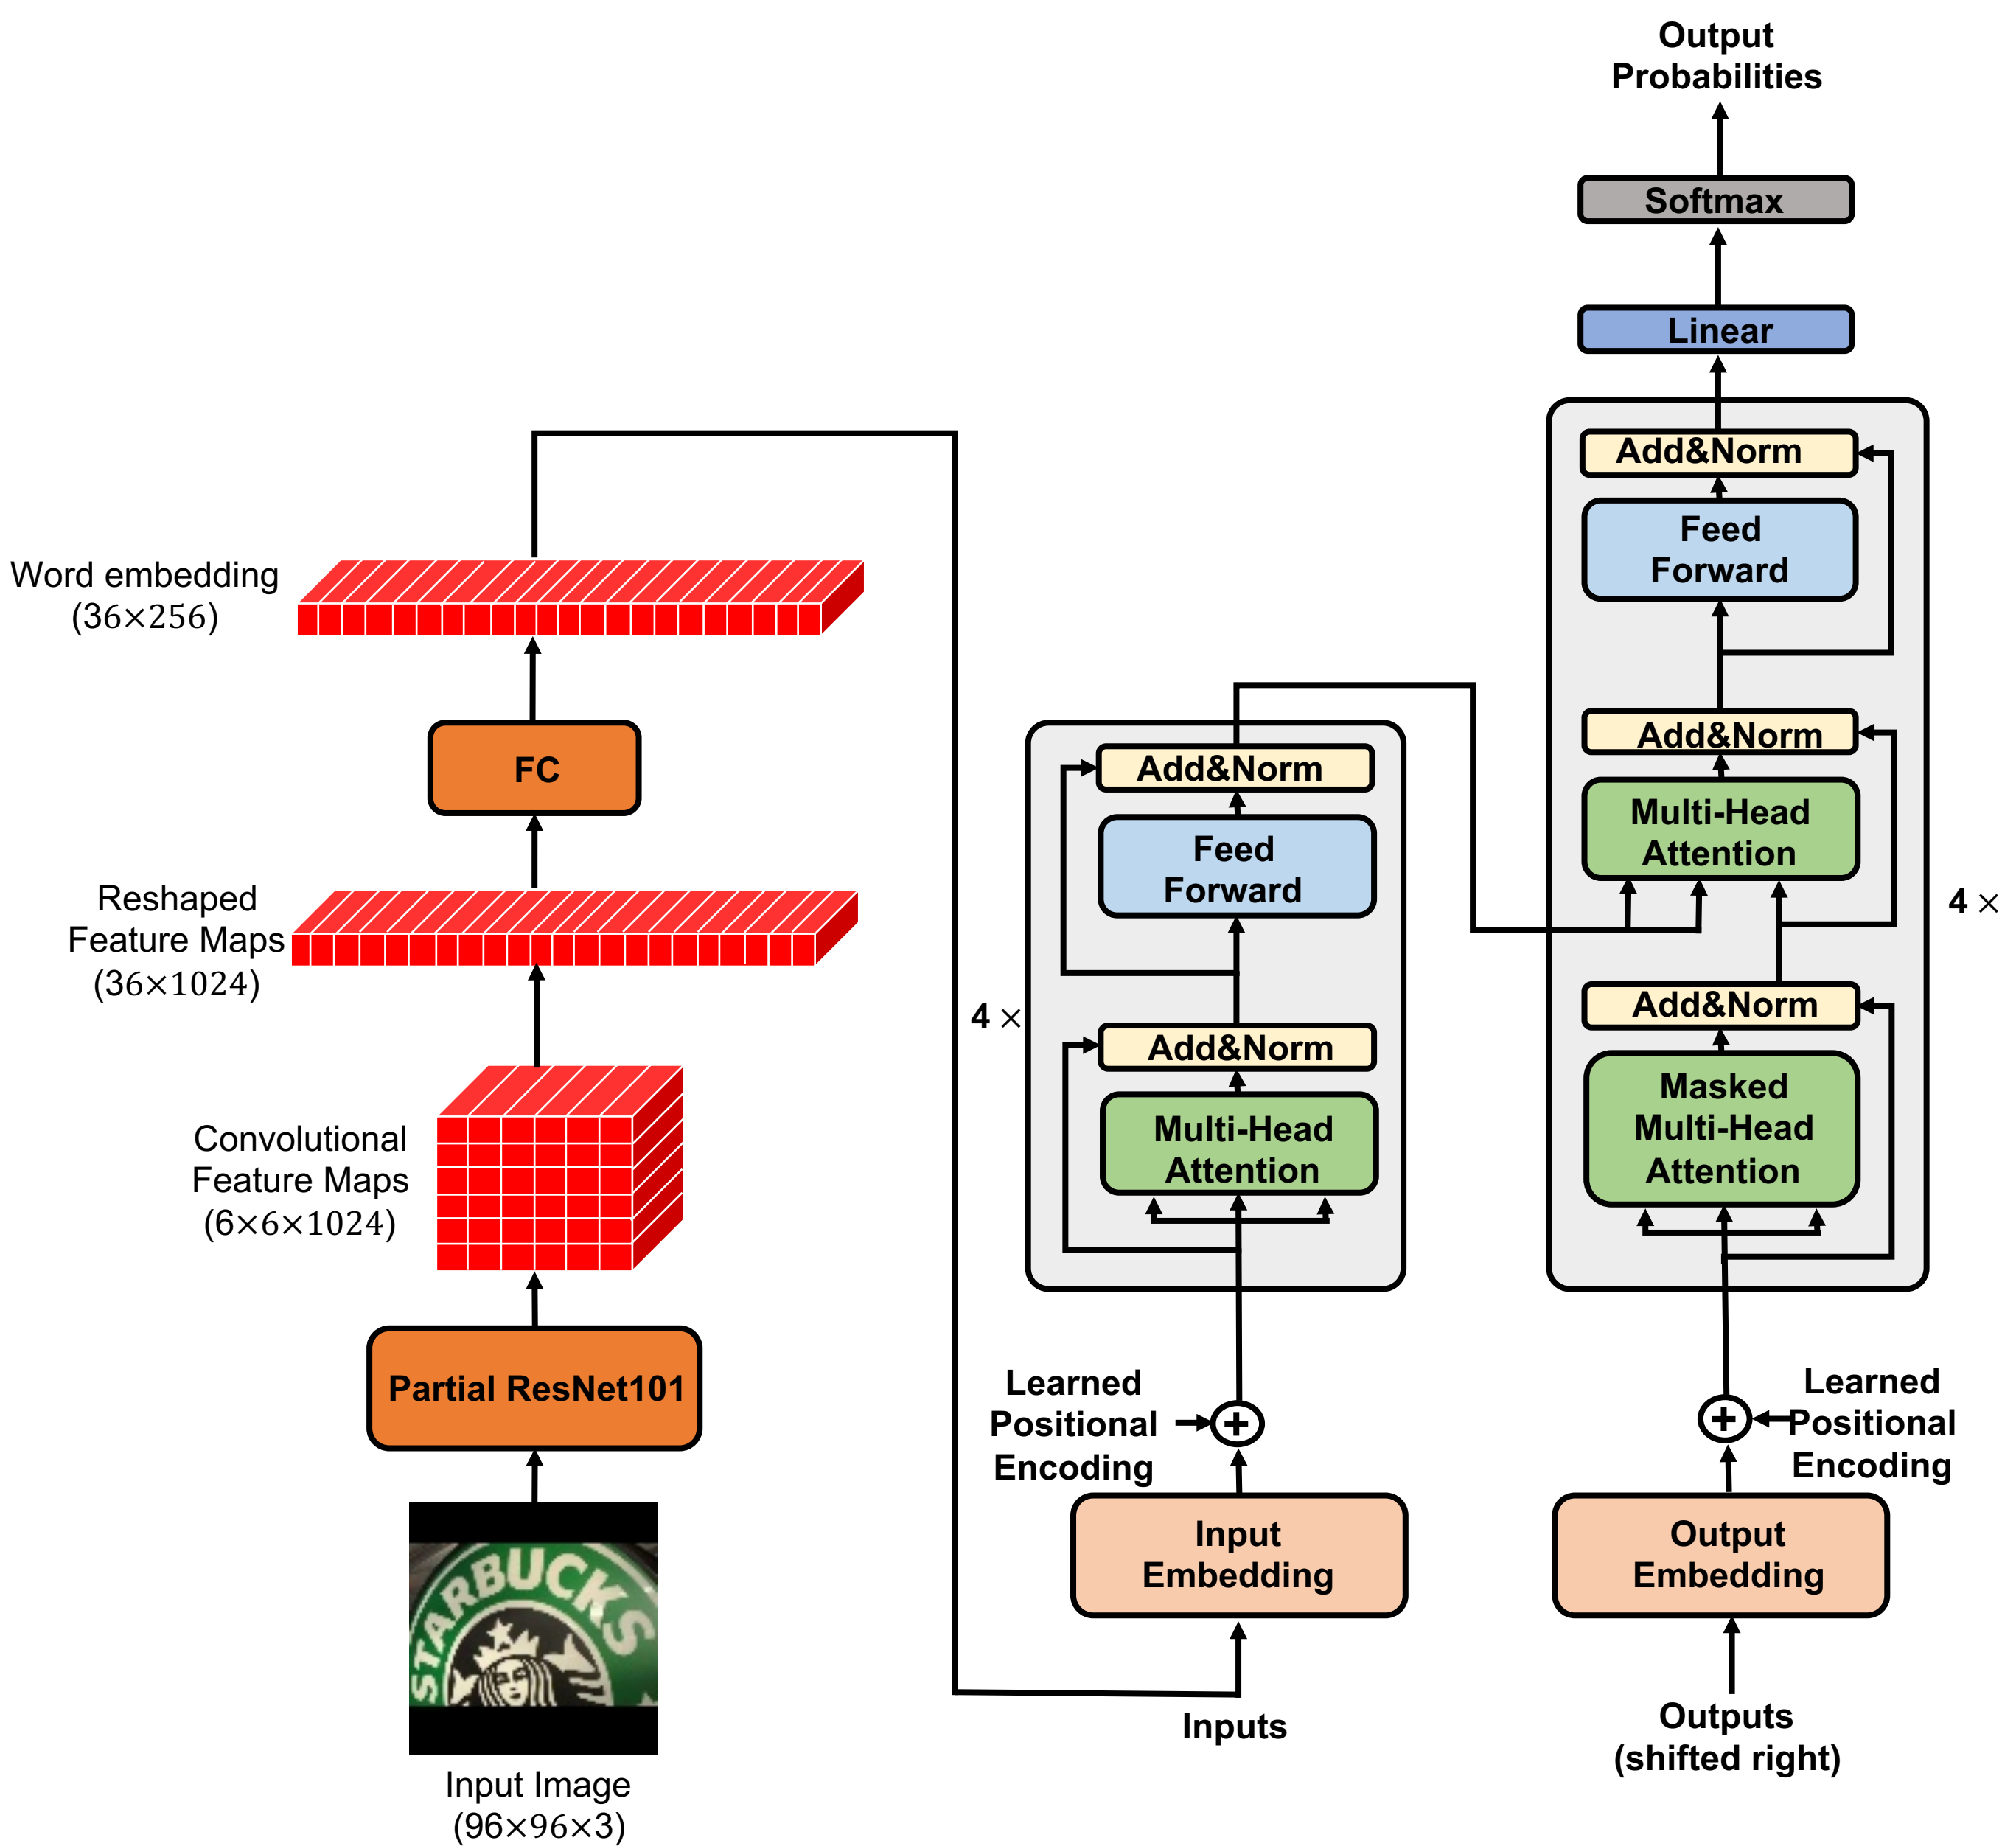 Output
Probabilities
Softmax
Linear
Add&Norm
Feed
Forward
Add&Norm
Multi-Head
Attention
4 ×
Add&Norm
Masked
Multi-Head
Attention
Learned
Positional
Encoding
Output
Embedding
Outputs
(shifted right)
Add&Norm
Feed
Forward
4 ×
Add&Norm
Multi-Head
Attention
Learned
Positional
Encoding
Input
Embedding
Inputs
Word embedding
(36×256)
FC
Reshaped
Feature Maps
(36×1024)
Convolutional
Feature Maps
(6×6×1024)
Partial ResNet101
STARBUCKS
Input Image
(96×96×3)